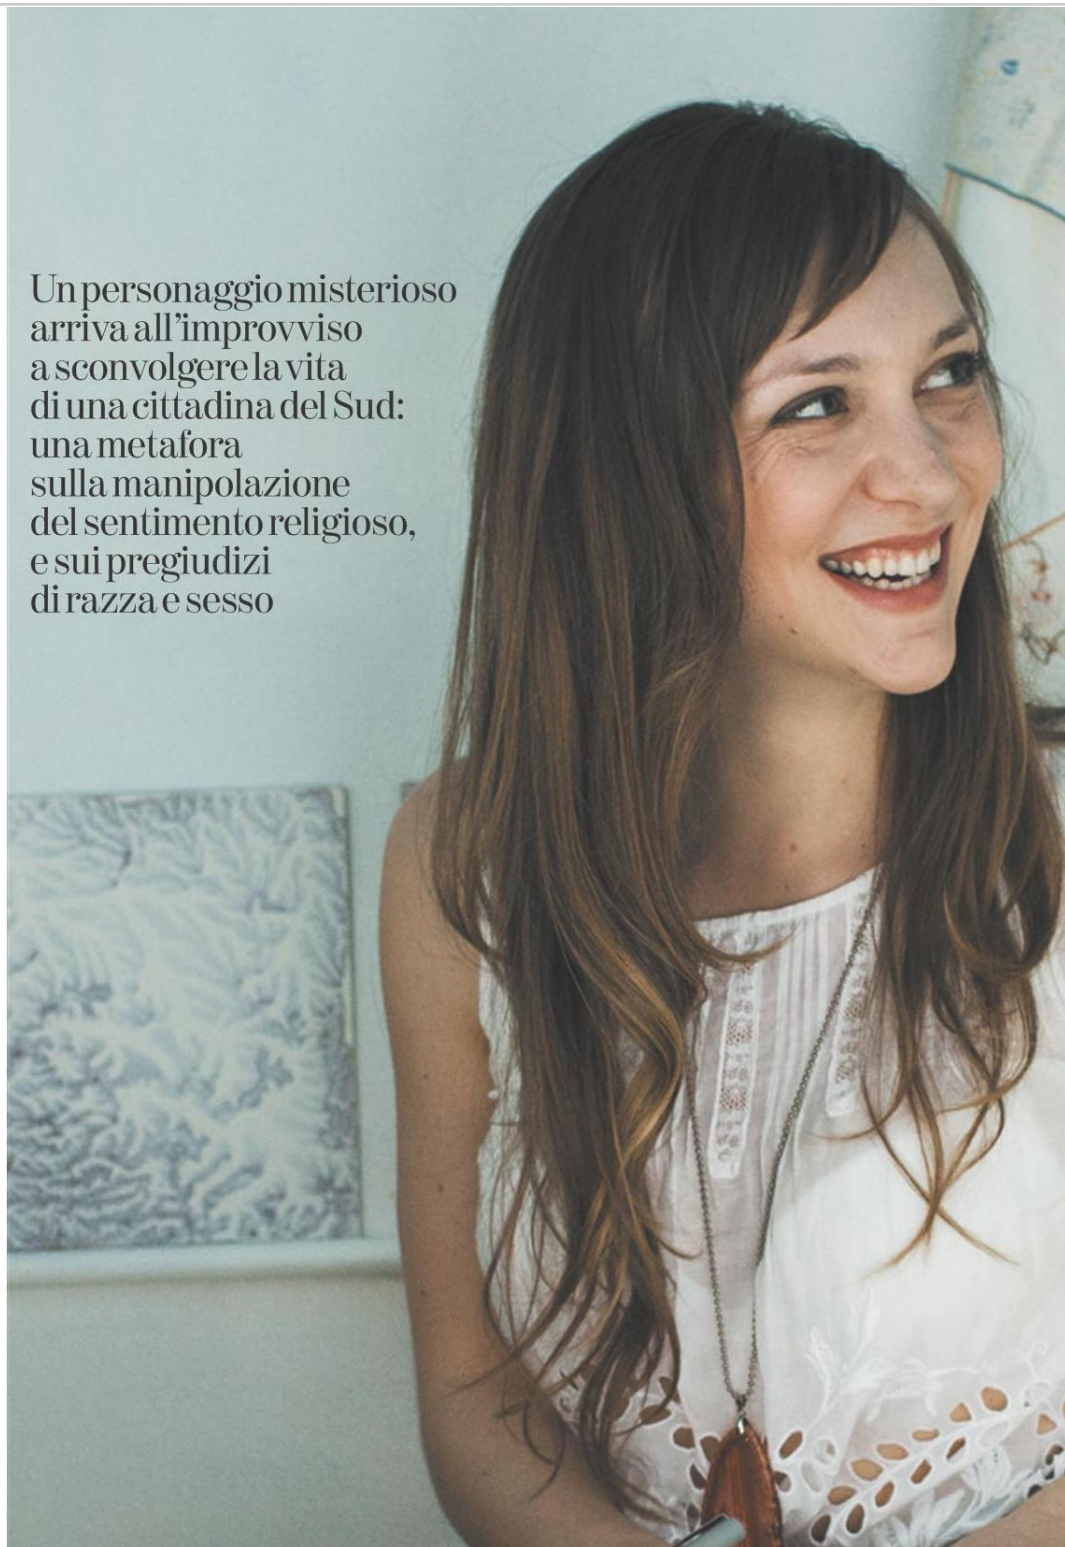 Un personaggio misterioso
arriva all’improvviso
a sconvolgere la vita
di una cittadina del Sud:
una metafora
sulla manipolazione
del sentimento religioso,
e sui pregiudizi
di razza e sesso